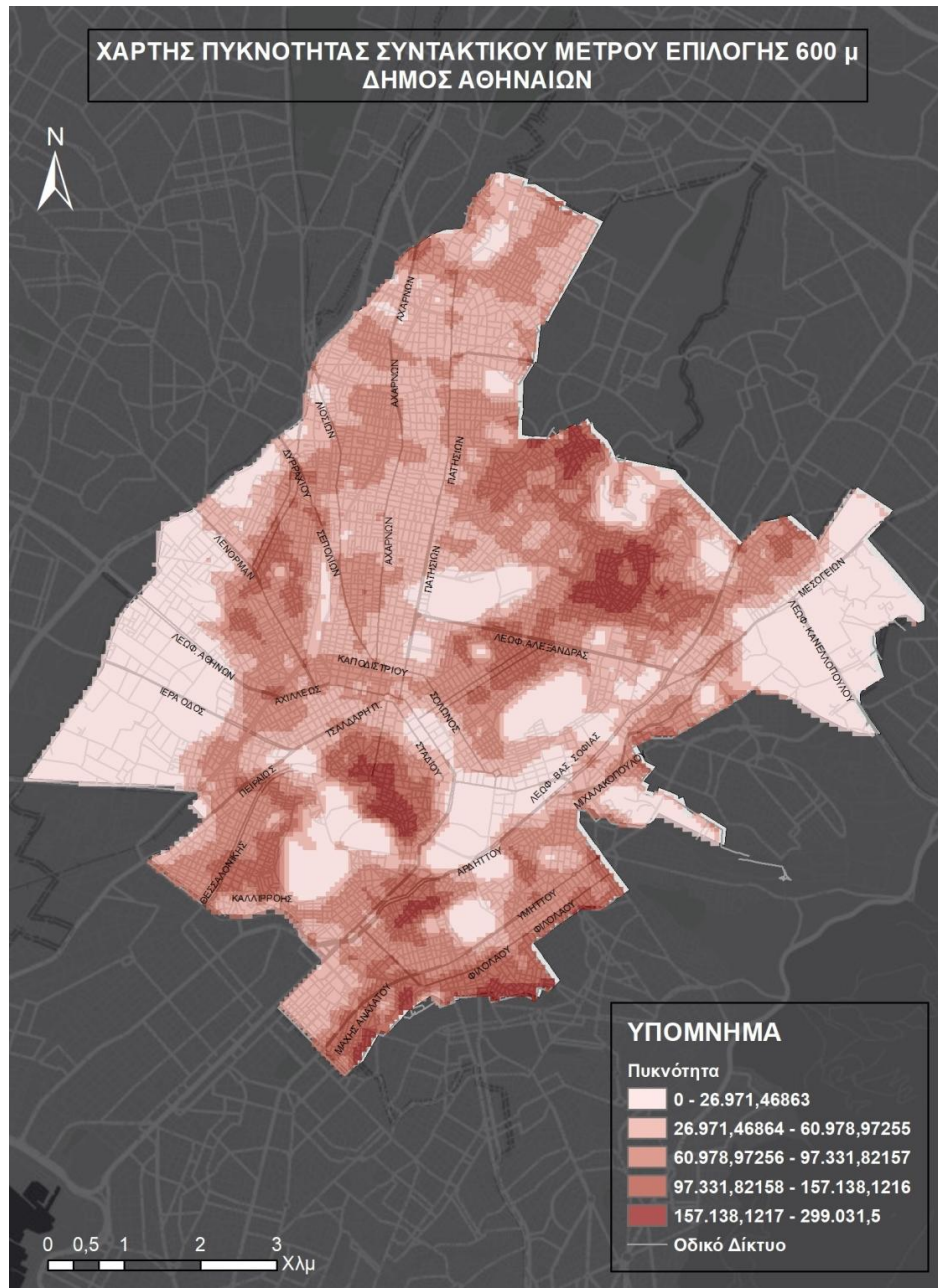 ΧΑΡΤΗΣ ΠΥΚΝΟΤΗΤΑΣ ΣΥΝΤΑΚΤΙΚΟΥ ΜΕΤΡΟΥ ΕΠΙΛΟΓΗΣ 600 μ
ΔΗΜΟΣ ΑΘΗΝΑΙΩΝ
N
ΑΧΑΡΝΩΝ
ΑΧΑΡΝΩΝ
ΛΙΟΣΙΩΝ
ΠΑΤΗΣΙΩΝ
ΔΥΡΡΑΧΙΟΥ
ΣΕΠΟΛΙΩΝ
ΑΧΑΡΝΩΝ
ΛΕΝΟΡΜΑΝ
ΠΑΤΗΣΙΩΝ
ΜΕΣΟΓΕΙΩΝ
ΛΕΩΦ. ΚΑΝΕΛΛΟΠΟΥΛΟΥ
ΛΕΩΦ. ΑΛΕΞΑΝΔΡΑΣ
ΛΕΩΦ. ΑΘΗΝΩΝ
ΚΑΠΟΔΙΣΤΡΙΟΥ
ΙΕΡΑ ΟΔΟΣ
ΑΧΙΛΛΕΩΣ
ΤΣΑΛΔΑΡΗ Π.
ΣΟΛΩΝΟΣ
ΣΤΑΔΙΟΥ
ΛΕΩΦ. ΒΑΣ. ΣΟΦΙΑΣ
ΠΕΙΡΑΙΩΣ
ΜΙΧΑΛΑΚΟΠΟΥΛΟΥ
ΑΡΔΗΤΤΟΥ
ΘΕΣΣΑΛΟΝΙΚΗΣ
ΚΑΛΛΙΡΡΟΗΣ
ΥΜΗΤΤΟΥ
ΦΙΛΟΛΑΟΥ
ΦΙΛΟΛΑΟΥ
ΜΑΧΗΣ ΑΝΑΛΑΤΟΥ
ΥΠΟΜΝΗΜΑ
Πυκνότητα
0 - 26.971,46863
26.971,46864 - 60.978,97255
60.978,97256 - 97.331,82157
97.331,82158 - 157.138,1216
157.138,1217 - 299.031,5
Οδικό Δίκτυο
0 0,5 1 2 3
Χλμ